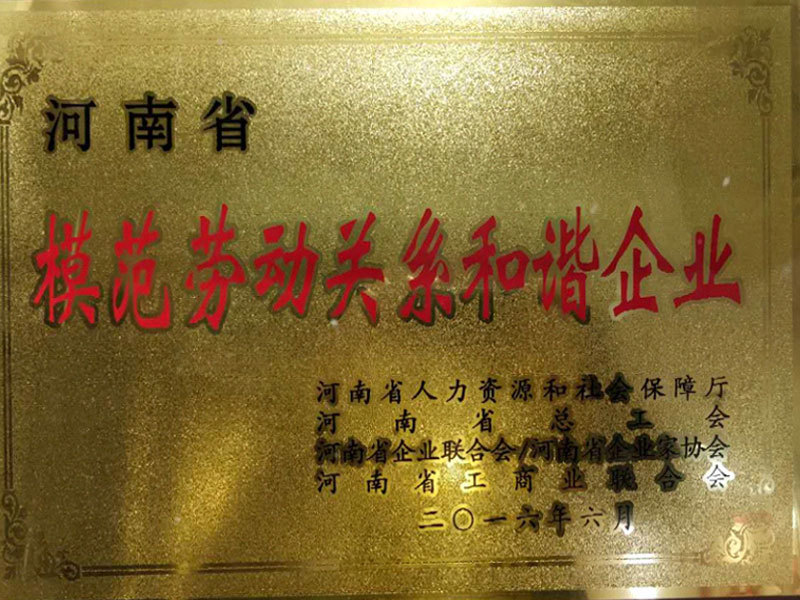 河南省
模范劳动关系和谐企业
河南省人力资源和社会保障厅
河南省总工会
河南省企业联合会/河南省企业家协会
河南省工商业联合会
二〇一六年六月